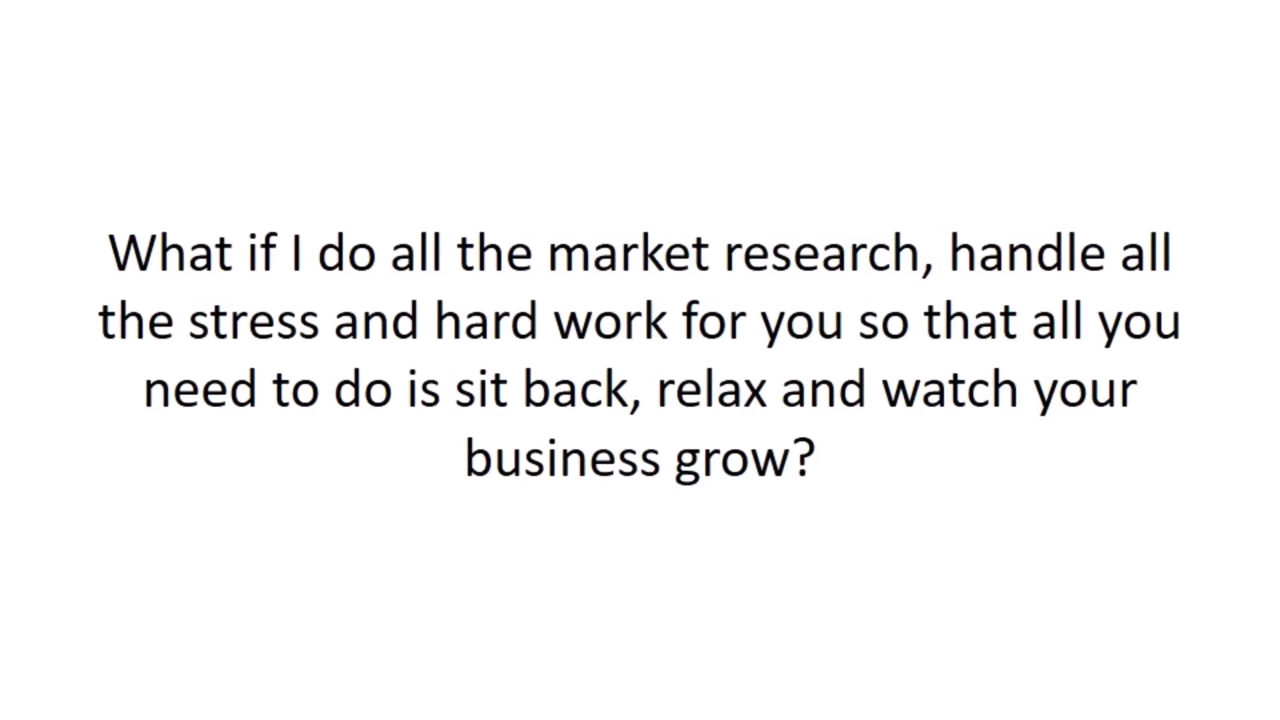 What if I do all the market research, handle all
the stress and hard work for you so that all you
need to do is sit back, relax and watch your
business grow?